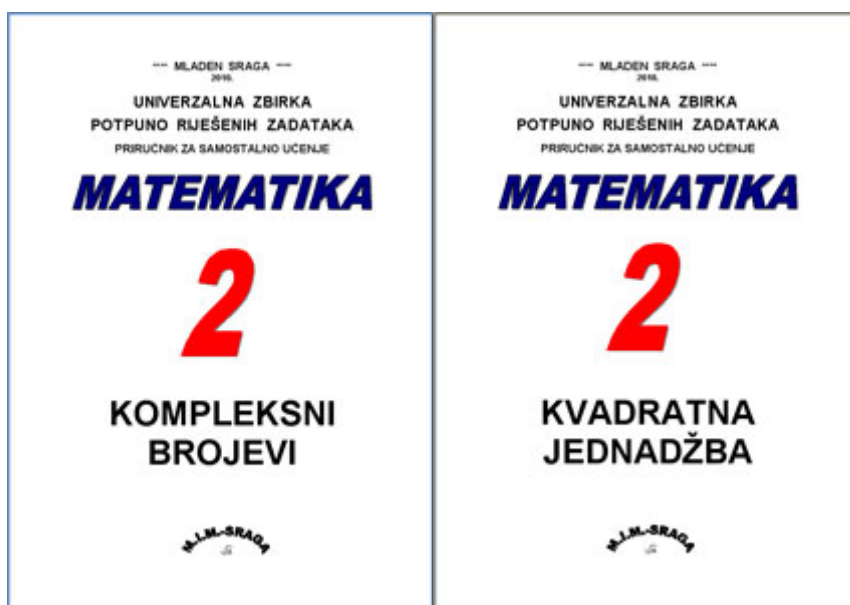 --- MLADEN SRAGA ---
2010.
UNIVERZALNA ZBIRKA
POTPUNO RIJEŠENIH ZADATAKA
PRIRUČNIK ZA SAMOSTALNO UČENJE
MATEMATIKA
2
KOMPLEKSNI
BROJEVI
M.I.M.-SRAGA
--- MLADEN SRAGA ---
2010.
UNIVERZALNA ZBIRKA
POTPUNO RIJEŠENIH ZADATAKA
PRIRUČNIK ZA SAMOSTALNO UČENJE
MATEMATIKA
2
KVADRATNA
JEDNADŽBA
M.I.M.-SRAGA